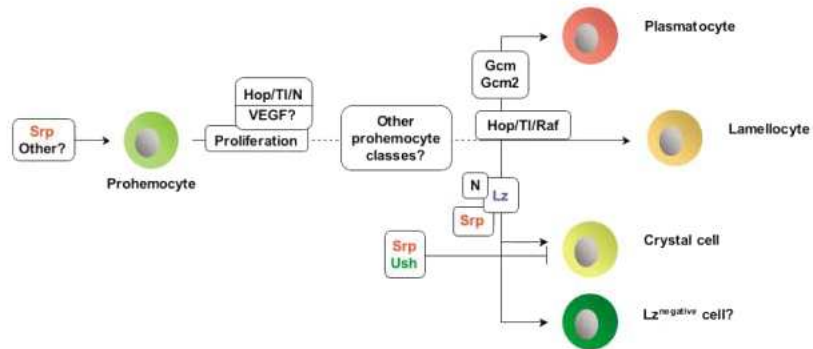 Plasmatocyte
Gcm
Gcm2
Hop/Tl/N
VEGF?
Proliferation
Other
prohemocyte
classes?
Hop/Tl/Raf
Lamellocyte
Srp
Other?
Prohemocyte
N
Lz
Srp
Srp
Ush
Crystal cell
Lznegative cell?